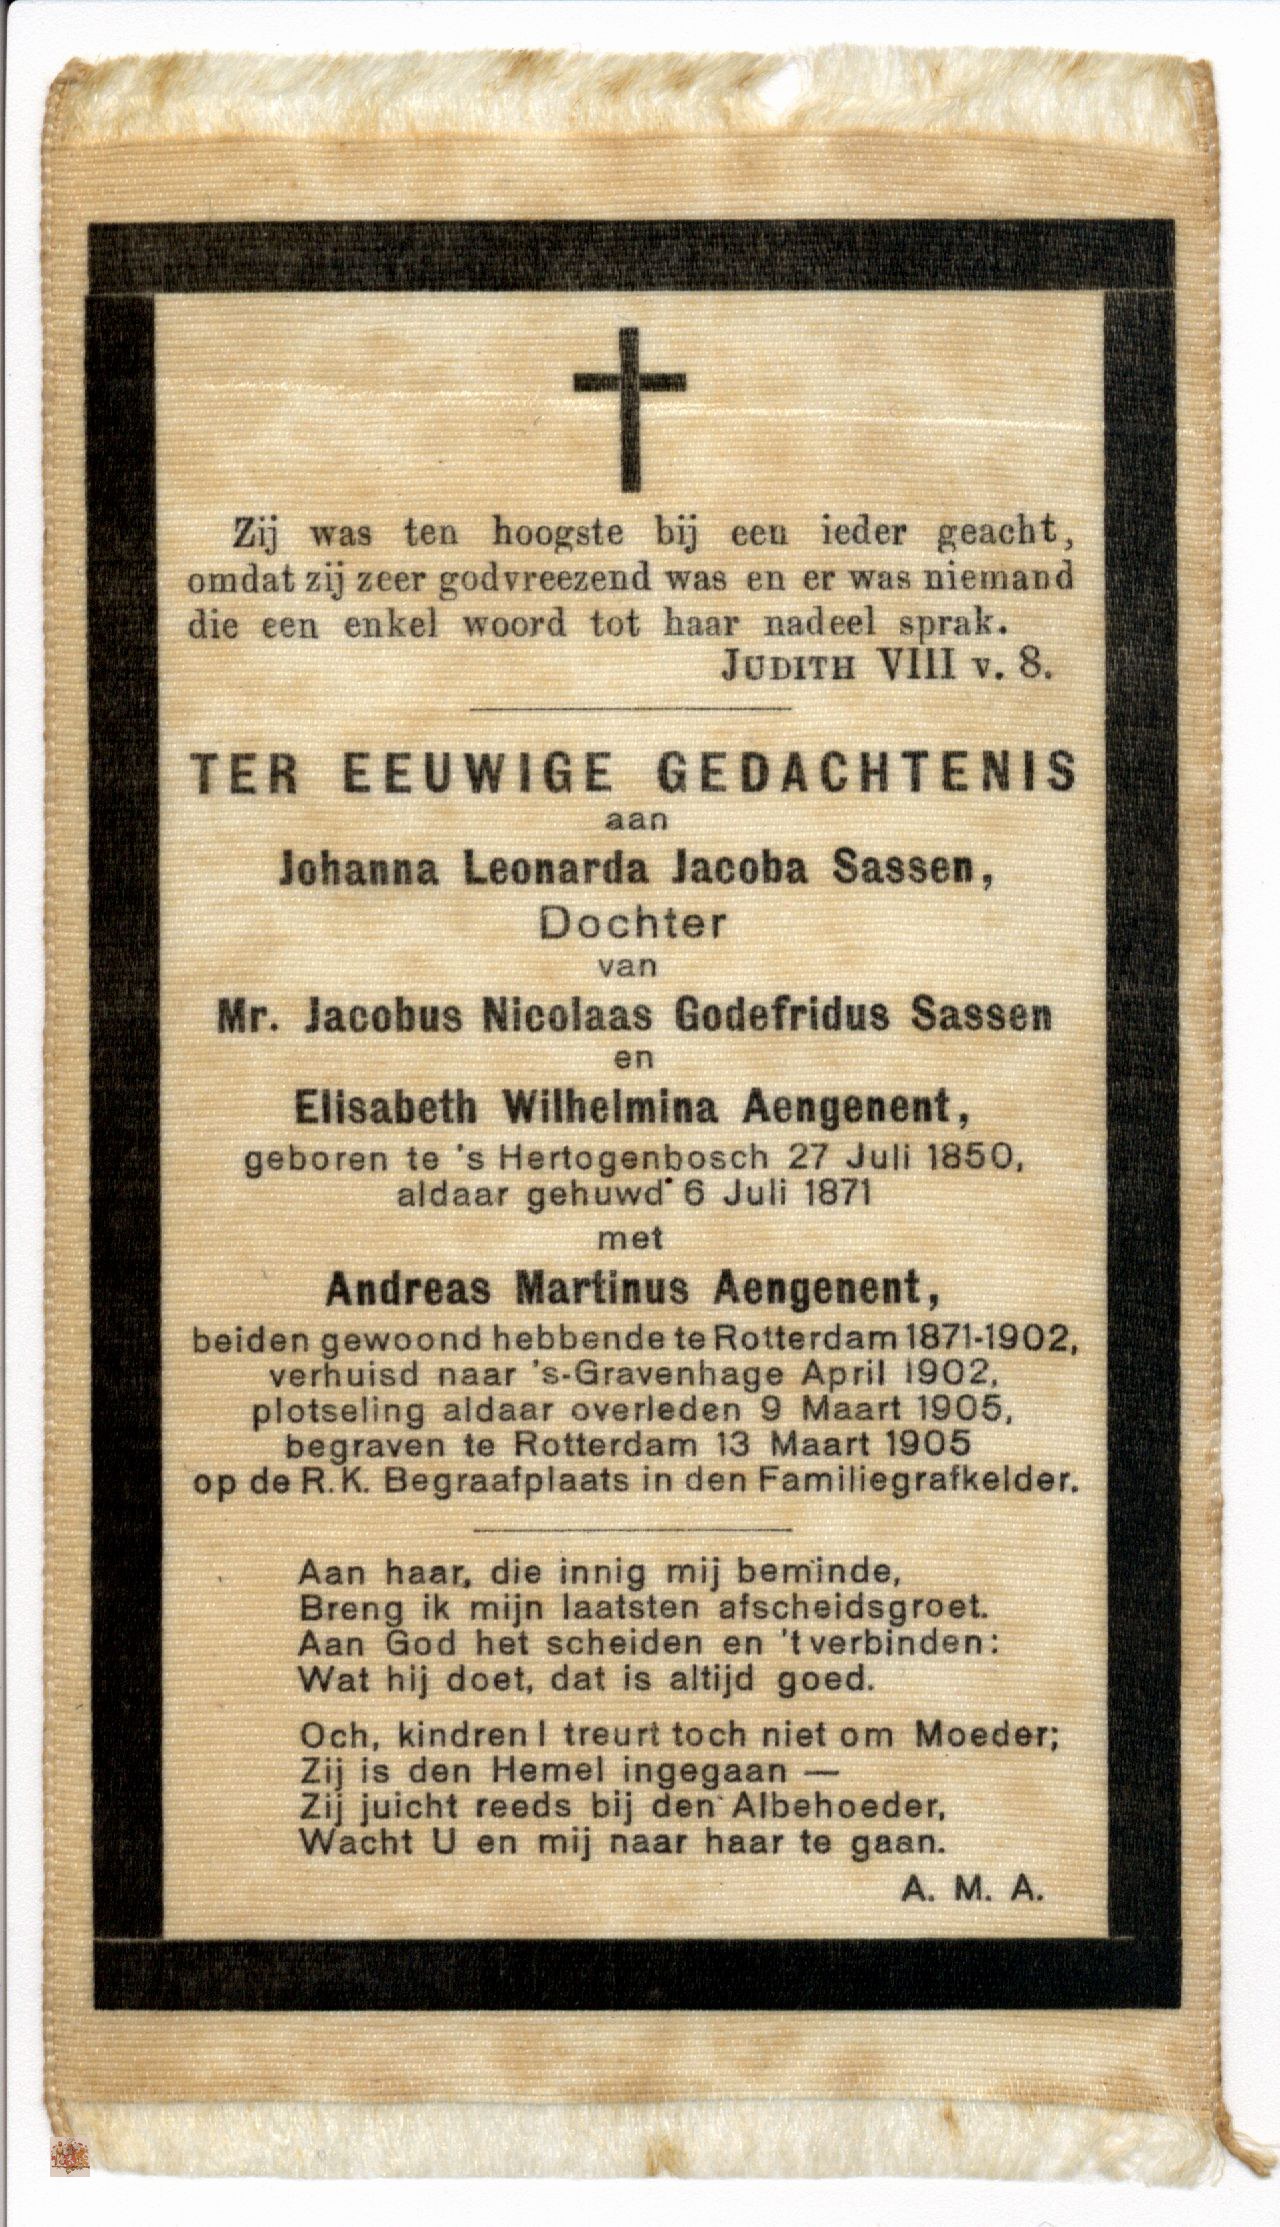 Zij was ten hoogste bij een ieder geacht,
omdat zij zeer godvreezend was en er was niemand
die een enkel woord tot haar nadeel sprak.
JUDITH VIII v. 8.
TER EEUWIGE GEDACHTENIS
aan
Johanna Leonarda Jacoba Sassen,
Dochter
van
Mr. Jacobus Nicolaas Godefridus Sassen
en
Elisabeth Wilhelmina Aengenent,
geboren te 's Hertogenbosch 27 Juli 1850,
aldaar gehuwd 6 Juli 1871
met
Andreas Martinus Aengenent,
beiden gewoond hebbende te Rotterdam 1871-1902,
verhuisd naar 's-Gravenhage April 1902,
plotseling aldaar overleden 9 Maart 1905,
begraven te Rotterdam 13 Maart 1905
op de R. K. Begraafplaats in den Familiegrafkelder.
Aan haar, die innig mij beminde,
Breng ik mijn laatsten afscheidsgroet.
Aan God het scheiden en 't verbinden:
Wat hij doet, dat is altijd goed.
Och, kindren! treurt toch niet om Moeder;
Zij is den Hemel ingegaan —
Zij juicht reeds bij den Albehoeder,
Wacht U en mij naar haar te gaan.
A. M. A.